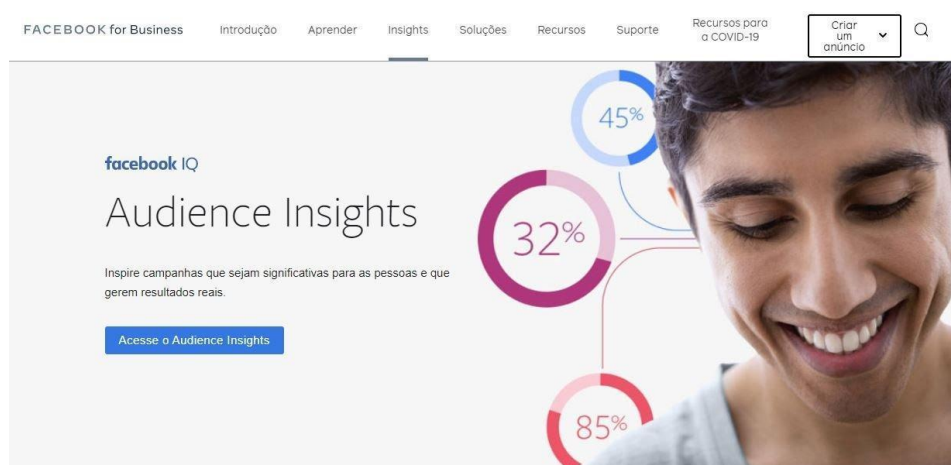 FACEBOOK for Business
Introdução
Aprender
Insights
Soluções
Recursos
Suporte
Recursos para
a COVID-19
Criar
um
anúncio
45%
facebook IQ
Audience Insights
32%
Inspire campanhas que sejam significativas para as pessoas e que
gerem resultados reais.
Acesse o Audience Insights
85%